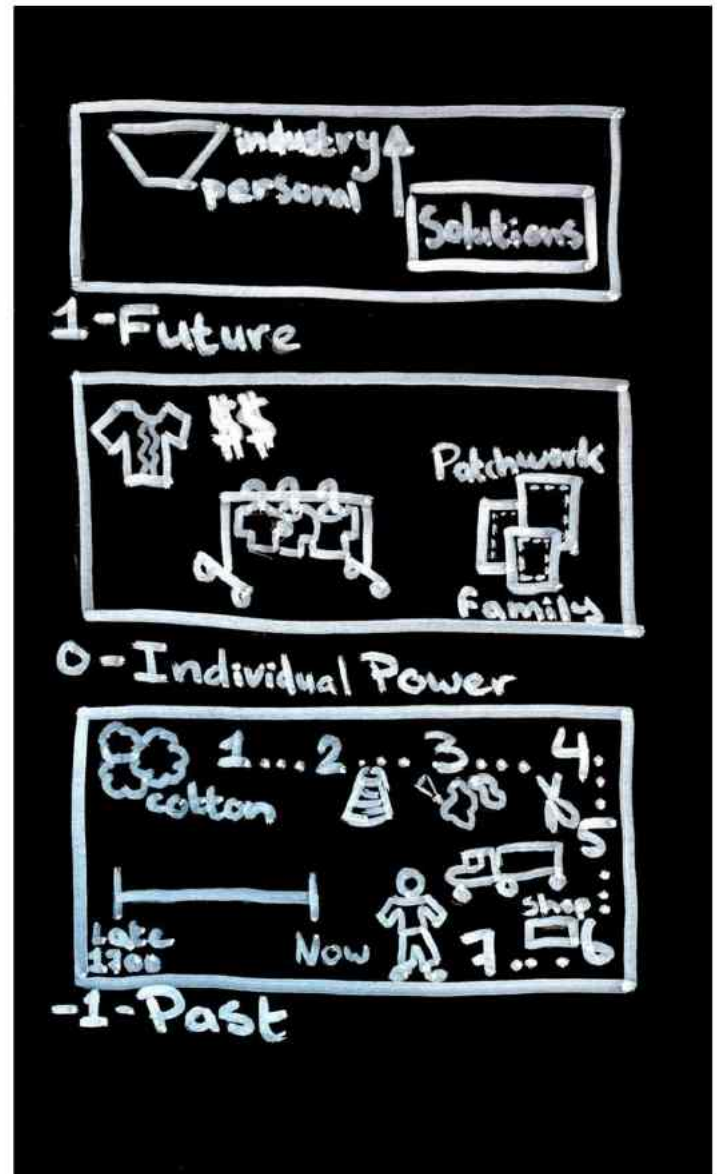 industry
personal
Solutions
1-Future
$$
Patchwork
Family
0-Individual Power
1...2....3....4.
cotton
5
shop
Late
1700
Now
7....6
-1-Past